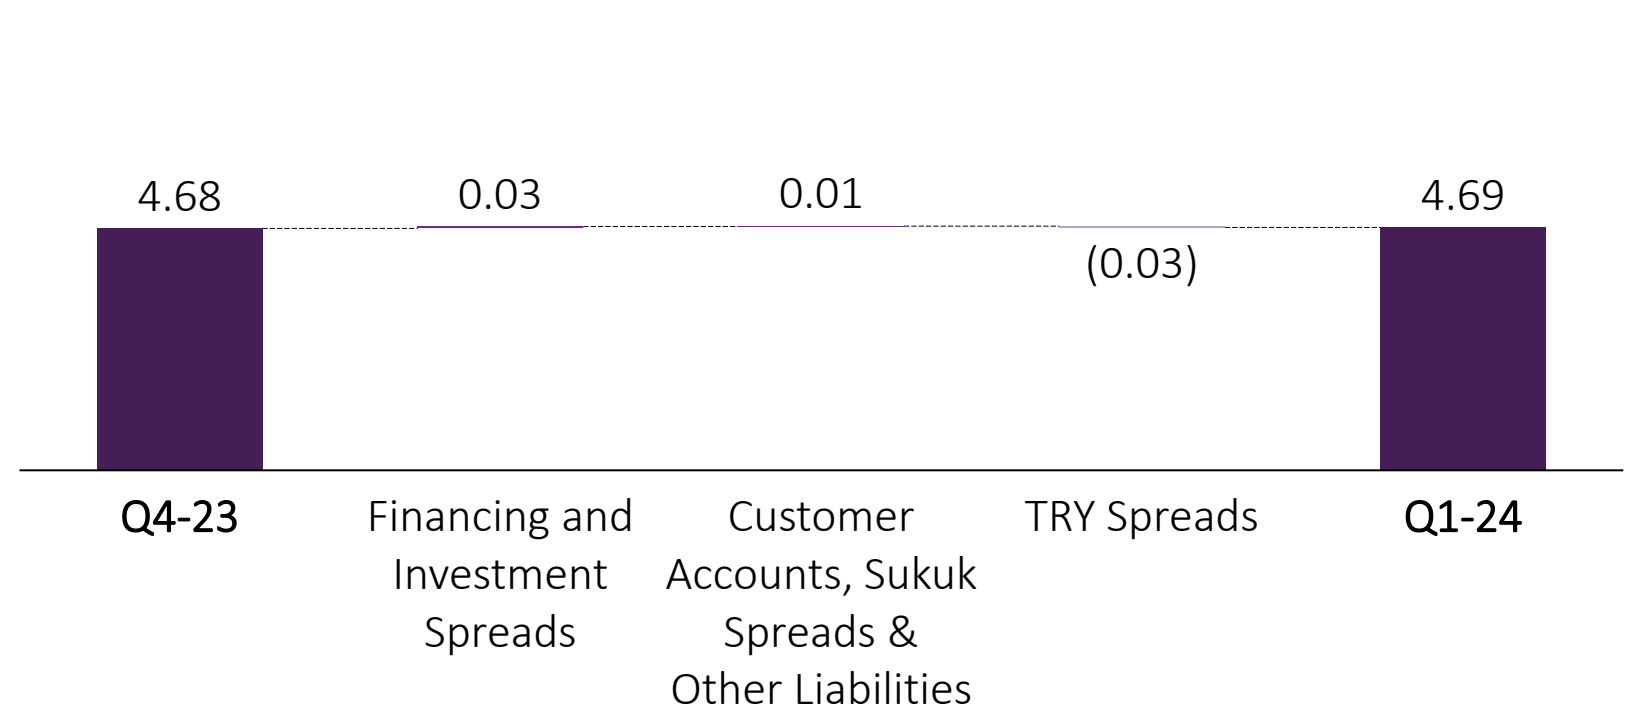 4.68
0.03
0.01
(0.03)
4.69
Q4-23
Financing and
Investment
Spreads
Customer
Accounts, Sukuk
Spreads &
Other Liabilities
TRY Spreads
Q1-24